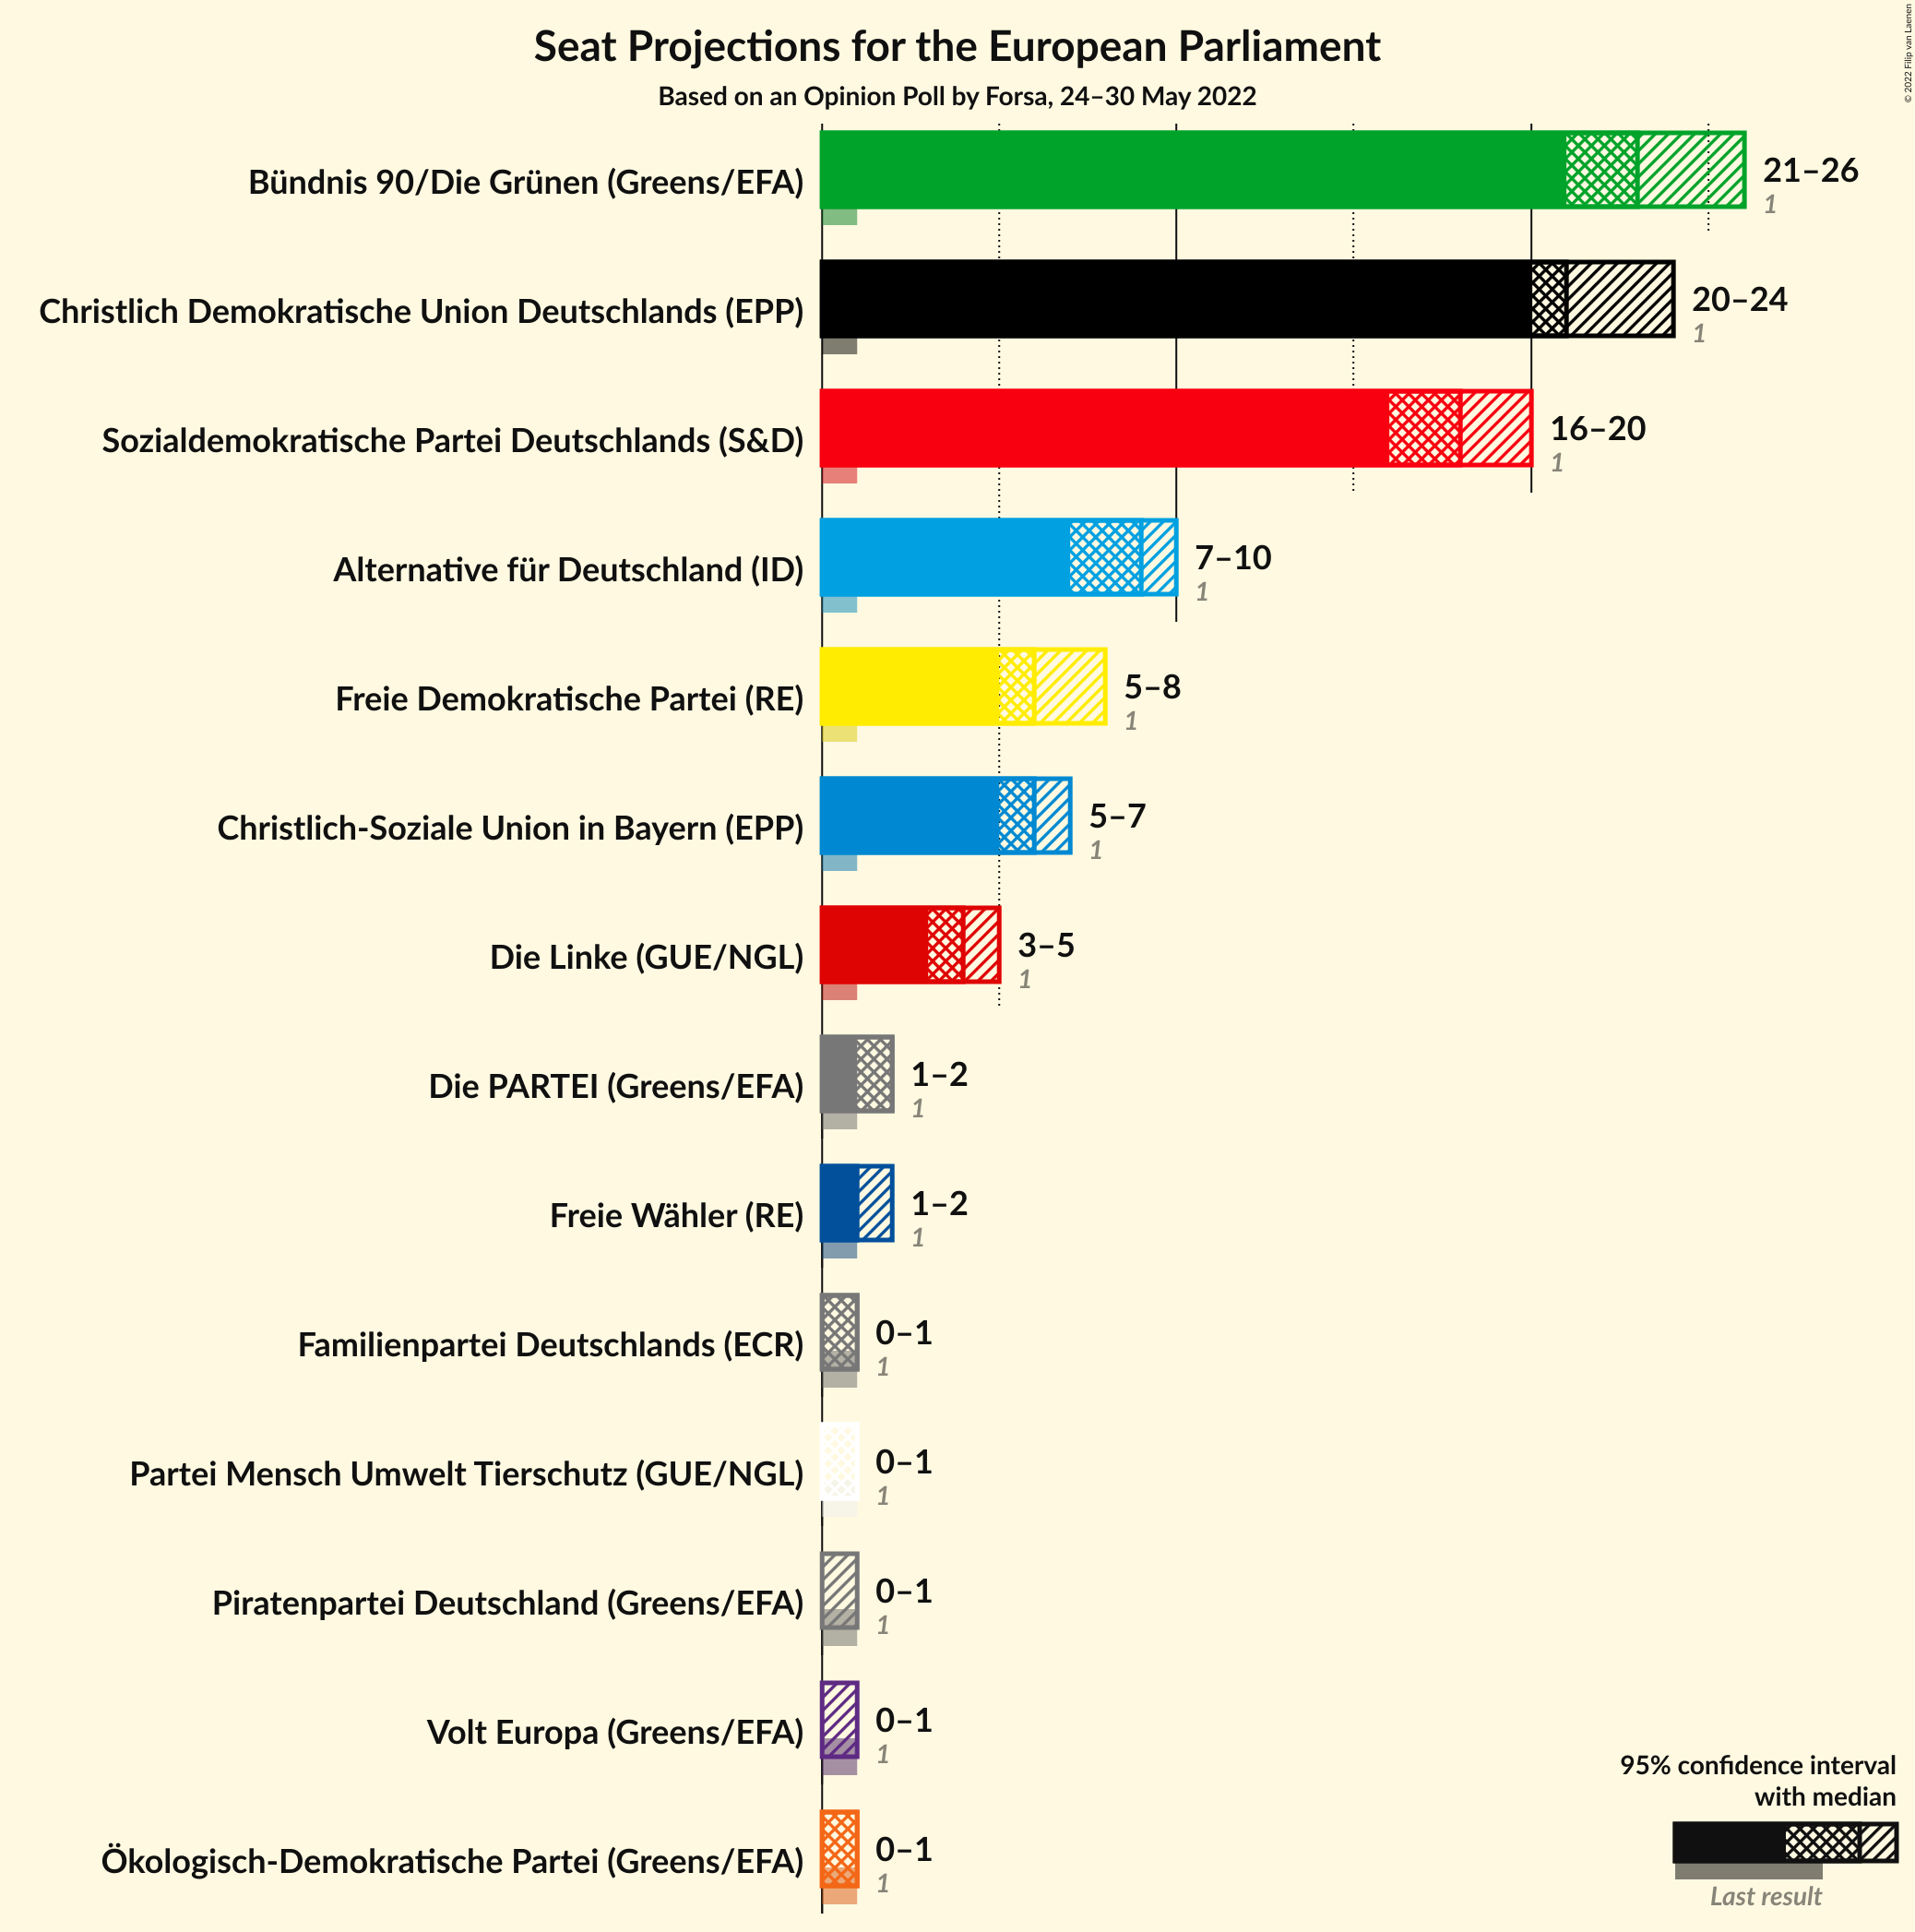 Seat Projections for the European Parliament
Based on an Opinion Poll by Forsa, 24–30 May 2022
© 2022 Filip van Laenen
Bündnis 90/Die Grünen (Greens/EFA)
21–26
1
Christlich Demokratische Union Deutschlands (EPP)
20–24
1
Sozialdemokratische Partei Deutschlands (S&D)
16–20
1
Alternative für Deutschland (ID)
7–10
1
Freie Demokratische Partei (RE)
5–8
1
Christlich-Soziale Union in Bayern (EPP)
5–7
1
Die Linke (GUE/NGL)
3–5
1
Die PARTEI (Greens/EFA)
1–2
1
Freie Wähler (RE)
1–2
1
Familienpartei Deutschlands (ECR)
0–1
1
Partei Mensch Umwelt Tierschutz (GUE/NGL)
0–1
1
Piratenpartei Deutschland (Greens/EFA)
0–1
1
Volt Europa (Greens/EFA)
0–1
1
Ökologisch-Demokratische Partei (Greens/EFA)
0–1
1
95% confidence interval
with median
Last result